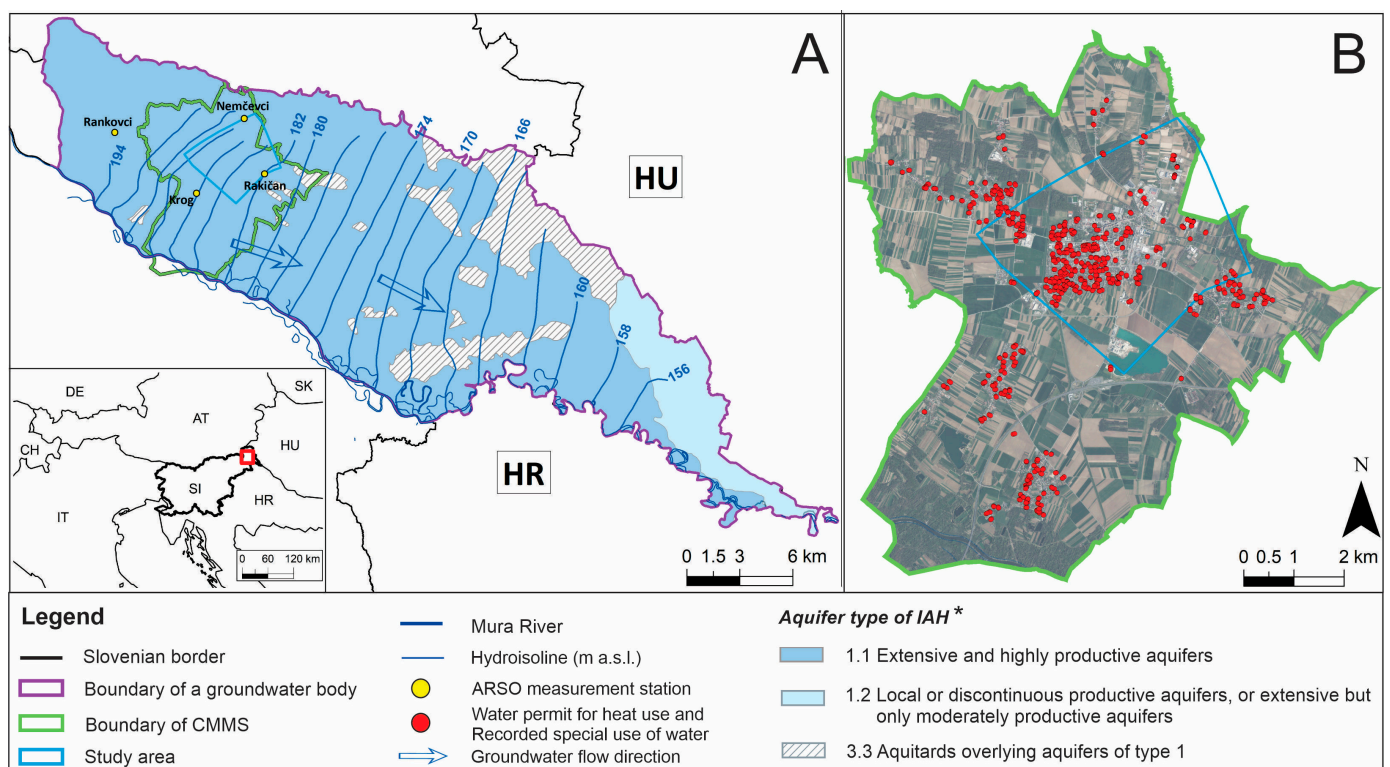 A
B
Nemčevci
Rankovci
Rakičan
Krog
194
182
180
174
170
166
160
158
156
HU
HR
DE
SK
AT
CH
HU
SI
HR
IT
0 60 120 km
0 1.5 3 6 km
N
0 0.5 1 2 km
Legend
Slovenian border
Boundary of a groundwater body
Boundary of CMMS
Study area
Mura River
Hydroisoline (m a.s.l.)
ARSO measurement station
Water permit for heat use and
Recorded special use of water
Groundwater flow direction
Aquifer type of IAH *
1.1 Extensive and highly productive aquifers
1.2 Local or discontinuous productive aquifers, or extensive but
only moderately productive aquifers
3.3 Aquitards overlying aquifers of type 1